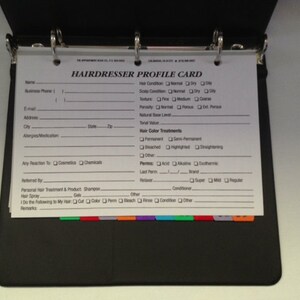 HAIRDRESSER PROFILE CARD
Name
Business Phone ( )
( )
E-mail
Address
City State Zip
Allergies/Medication:
Any Reaction To: ☐ Cosmetics ☐ Chemicals
Referred By:
Hair Condition: ☐ Normal ☐ Dry ☐ Oily
Scalp Condition: ☐ Normal ☐ Dry ☐ Oily
Texture: ☐ Fine ☐ Medium ☐ Coarse
Porosity: ☐ Normal ☐ Porous ☐ Ext. Porous
Natural Base Level
Tonal Value
Hair Color Treatments
☐ Permanent ☐ Semi-Permanent
☐ Bleached ☐ Highlighted ☐ Straightening
☐ Other
Perms: ☐ Acid ☐ Alkaline ☐ Exothermic
Last Perm / /
☐ Super ☐ Mild ☐ Regular
Personal Hair Treatment & Product: Shampoo Conditioner
Hair Spray Gels Other
I Do the Following to My Hair: ☐ Cut ☐ Color ☐ Perm ☐ Bleach ☐ Rinse ☐ Condition ☐ Other
Remarks: